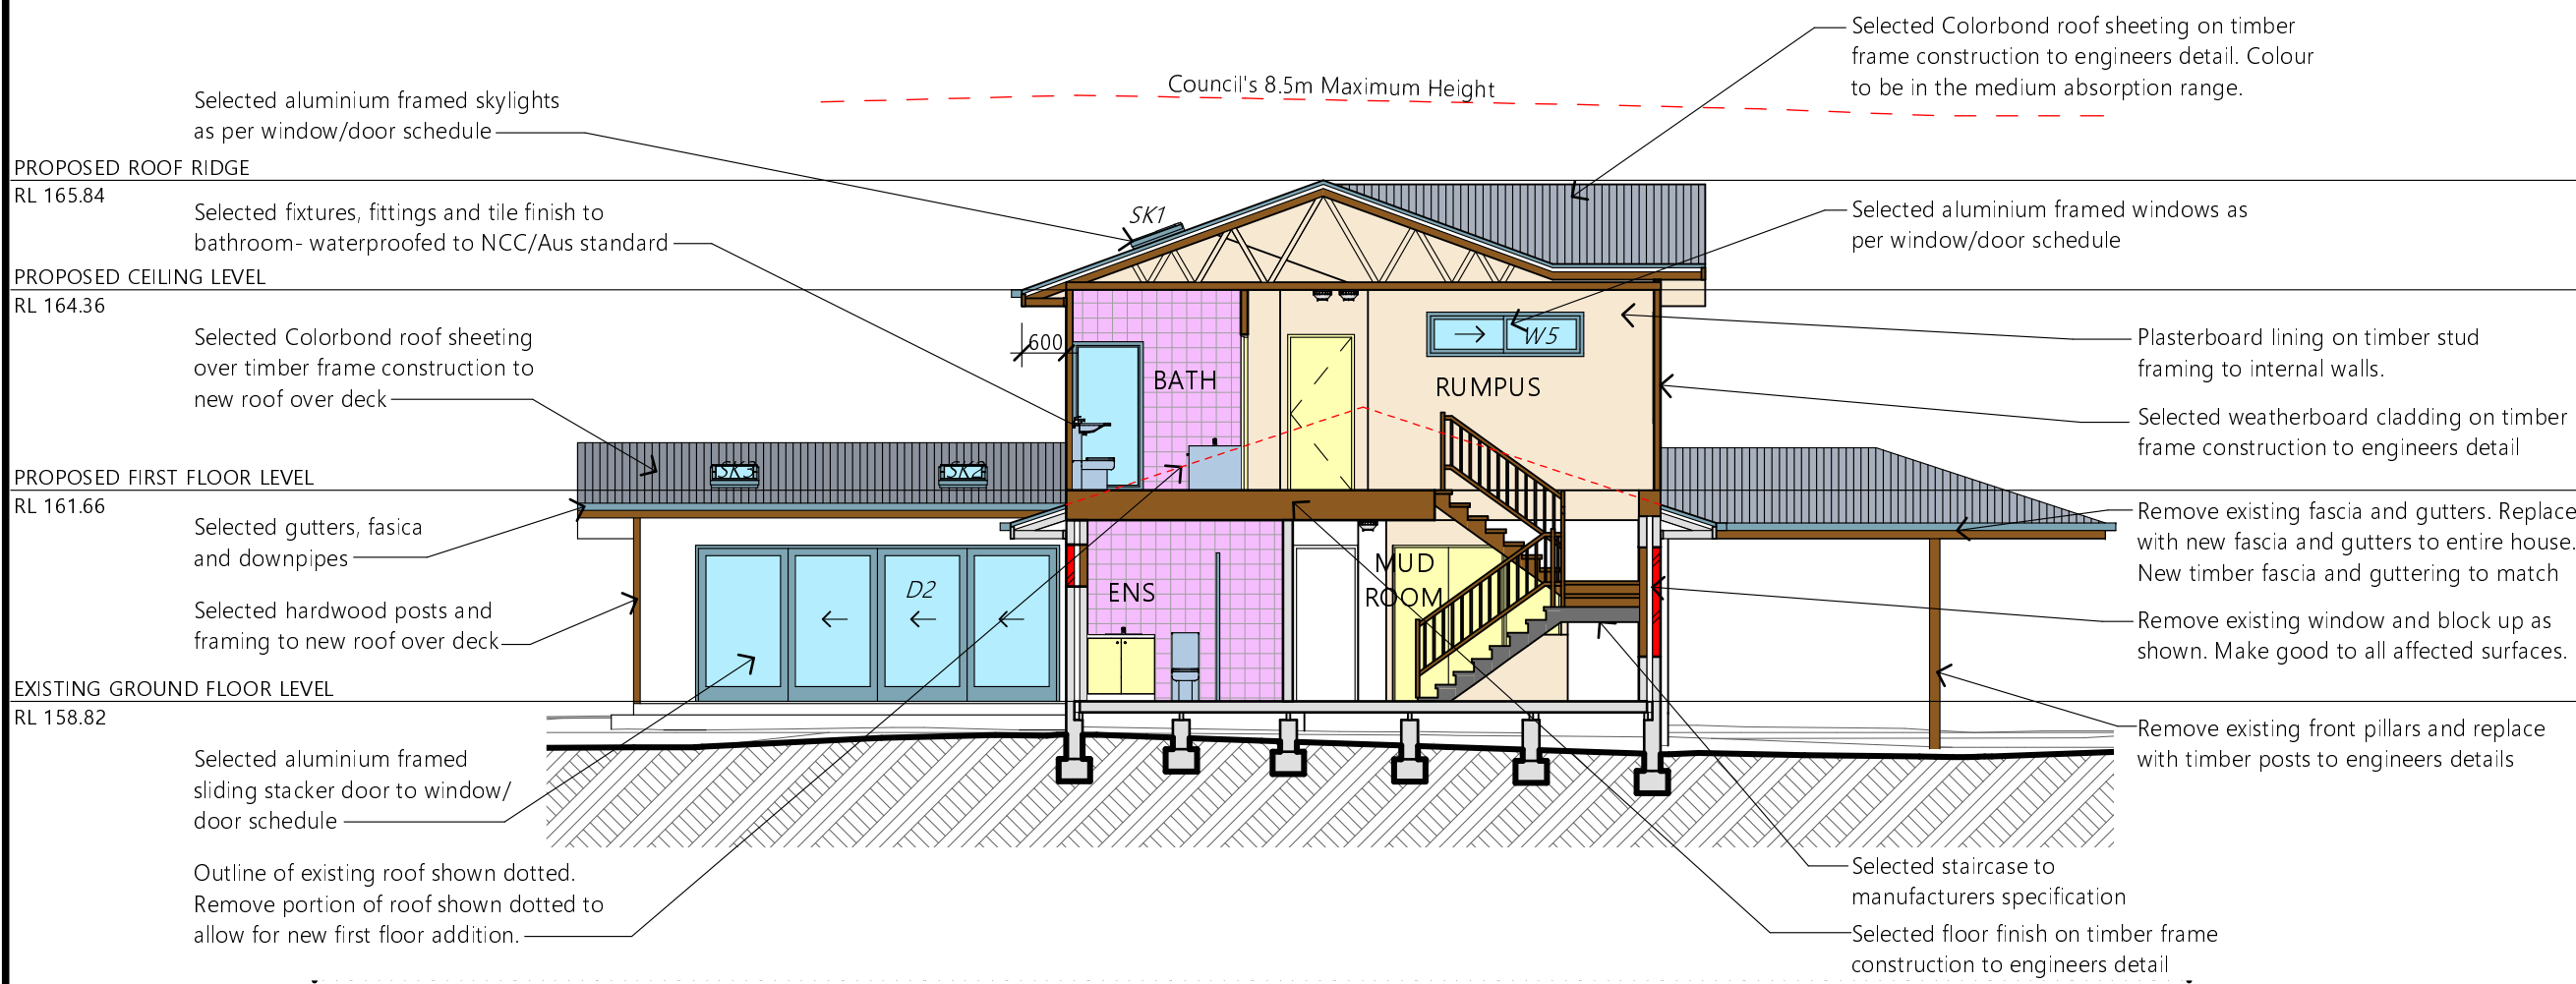 Council's 8.5m Maximum Height
Selected Colorbond roof sheeting on timber
frame construction to engineers detail. Colour
to be in the medium absorption range.
Selected aluminium framed skylights
as per window/door schedule
PROPOSED ROOF RIDGE
RL 165.84
Selected fixtures, fittings and tile finish to
bathroom- waterproofed to NCC/Aus standard
SK1
Selected aluminium framed windows as
per window/door schedule
PROPOSED CEILING LEVEL
RL 164.36
Selected Colorbond roof sheeting
over timber frame construction to
new roof over deck
600
BATH
W5
RUMPUS
Plasterboard lining on timber stud
framing to internal walls.
Selected weatherboard cladding on timber
frame construction to engineers detail
PROPOSED FIRST FLOOR LEVEL
RL 161.66
SK3
SK2
Selected gutters, fasica
and downpipes
Remove existing fascia and gutters. Replace
with new fascia and gutters to entire house.
New timber fascia and guttering to match
Selected hardwood posts and
framing to new roof over deck
D2
ENS
MUD
ROOM
Remove existing window and block up as
shown. Make good to all affected surfaces.
EXISTING GROUND FLOOR LEVEL
RL 158.82
Remove existing front pillars and replace
with timber posts to engineers details
Selected aluminium framed
sliding stacker door to window/
door schedule
Outline of existing roof shown dotted.
Remove portion of roof shown dotted to
allow for new first floor addition.
Selected staircase to
manufacturers specification
Selected floor finish on timber frame
construction to engineers detail